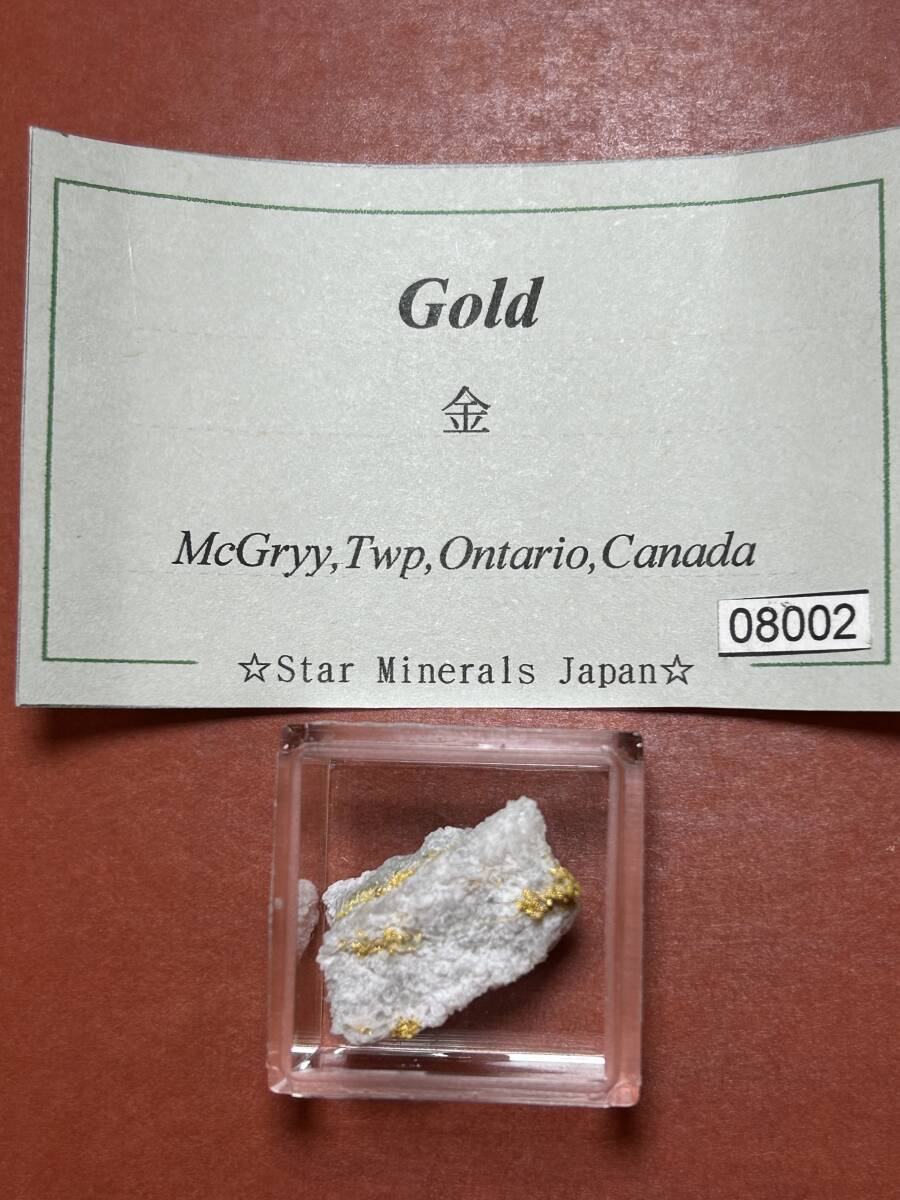 Gold
金
McGryy,Twp,Ontario,Canada
08002
☆Star Minerals Japan☆